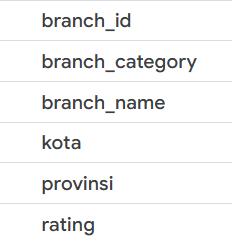 branch_id
branch_category
branch_name
kota
provinsi
rating